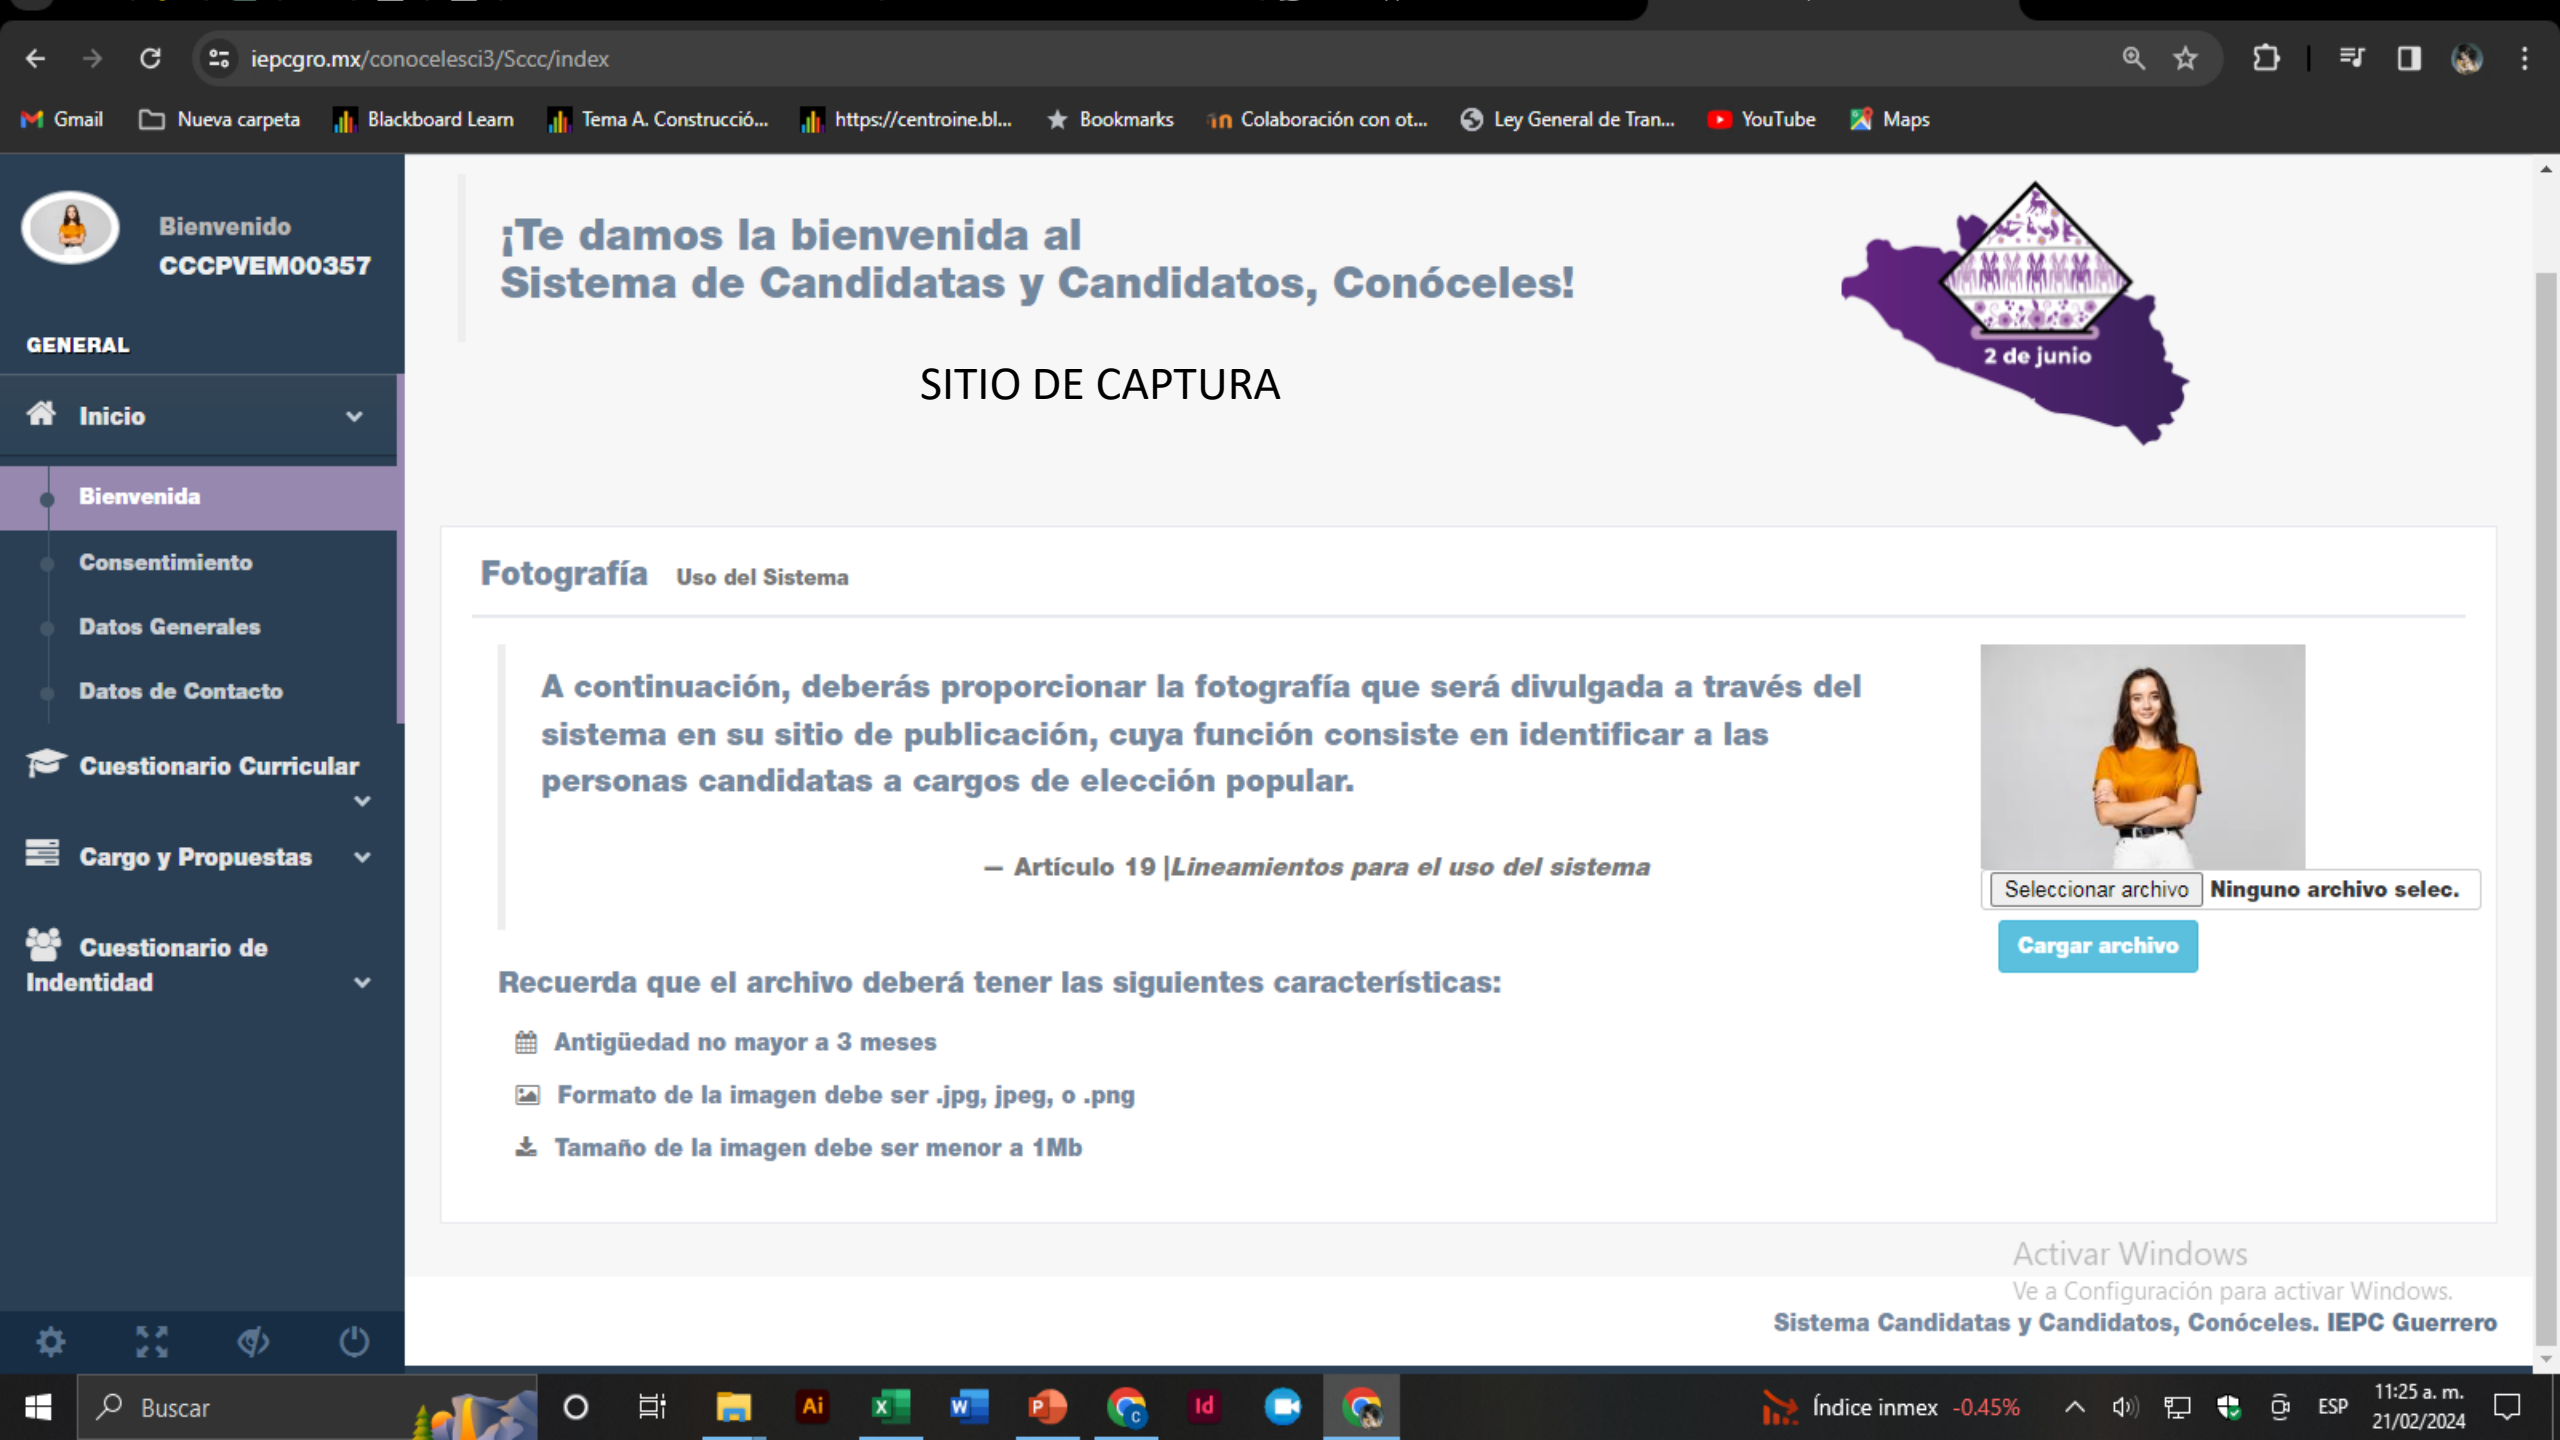 iepcgro.mx/conocelesci3/Sccc/index
Gmail
Nueva carpeta
Blackboard Learn
Tema A. Construcció...
https://centroine.bl...
Bookmarks
Colaboración con ot...
Ley General de Tran...
YouTube
Maps
Bienvenido
CCCPVEM00357
GENERAL
Inicio
Bienvenida
Consentimiento
Datos Generales
Datos de Contacto
Cuestionario Curricular
Cargo y Propuestas
Cuestionario de
Indentidad
¡Te damos la bienvenida al
Sistema de Candidatas y Candidatos, Conóceles!
SITIO DE CAPTURA
2 de junio
Fotografía Uso del Sistema
A continuación, deberás proporcionar la fotografía que será divulgada a través del
sistema en su sitio de publicación, cuya función consiste en identificar a las
personas candidatas a cargos de elección popular.
— Artículo 19 |Lineamientos para el uso del sistema
Seleccionar archivo Ninguno archivo selec.
Cargar archivo
Recuerda que el archivo deberá tener las siguientes características:
Antigüedad no mayor a 3 meses
Formato de la imagen debe ser .jpg, jpeg, o .png
Tamaño de la imagen debe ser menor a 1Mb
Activar Windows
Ve a Configuración para activar Windows.
Sistema Candidatas y Candidatos, Conóceles. IEPC Guerrero
Buscar
Índice inmex -0.45%
ESP
11:25 a. m.
21/02/2024